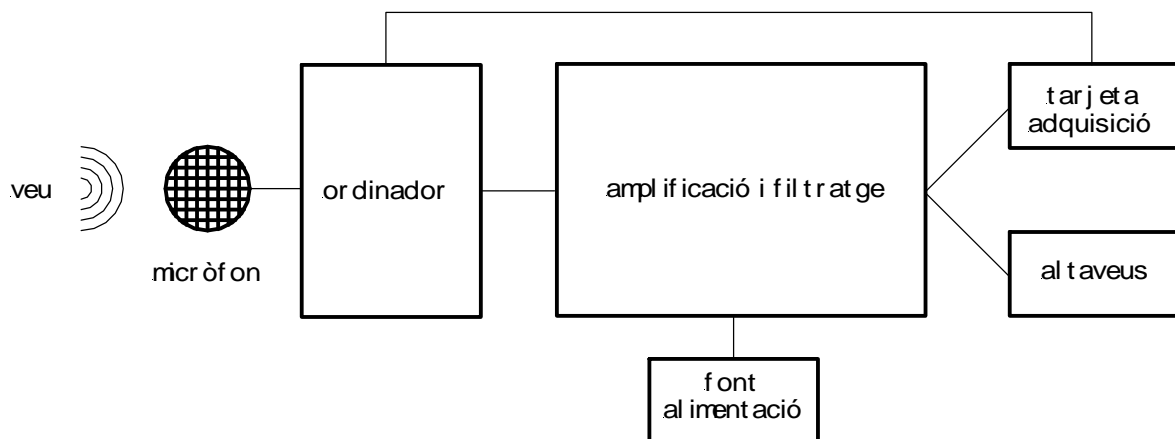 veu
micròfon
ordinador
amplificació i filtratge
tarjeta
adquisició
altaveus
font
alimentació